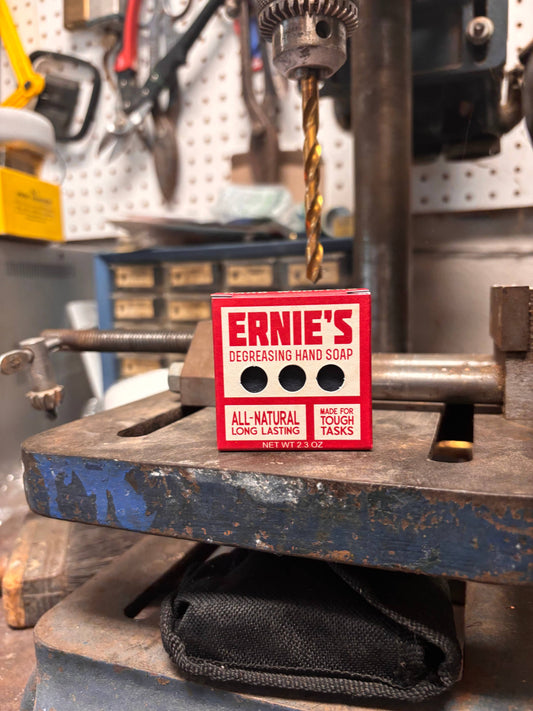 ERNIE'S
DEGREASING HAND SOAP
ALL-NATURAL
LONG LASTING
MADE FOR
TOUGH
TASKS
NET WT 2.3 OZ